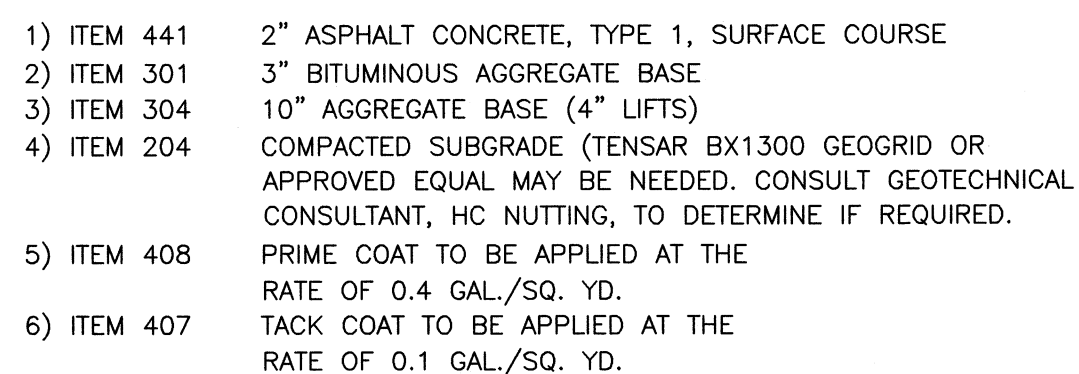 1) ITEM 441 2" ASPHALT CONCRETE, TYPE 1, SURFACE COURSE
2) ITEM 301 3" BITUMINOUS AGGREGATE BASE
3) ITEM 304 10" AGGREGATE BASE (4" LIFTS)
4) ITEM 204 COMPACTED SUBGRADE (TENSAR BX1300 GEOGRID OR
APPROVED EQUAL MAY BE NEEDED. CONSULT GEOTECHNICAL
CONSULTANT, HC NUTTING, TO DETERMINE IF REQUIRED.
5) ITEM 408 PRIME COAT TO BE APPLIED AT THE
RATE OF 0.4 GAL./SQ. YD.
6) ITEM 407 TACK COAT TO BE APPLIED AT THE
RATE OF 0.1 GAL./SQ. YD.